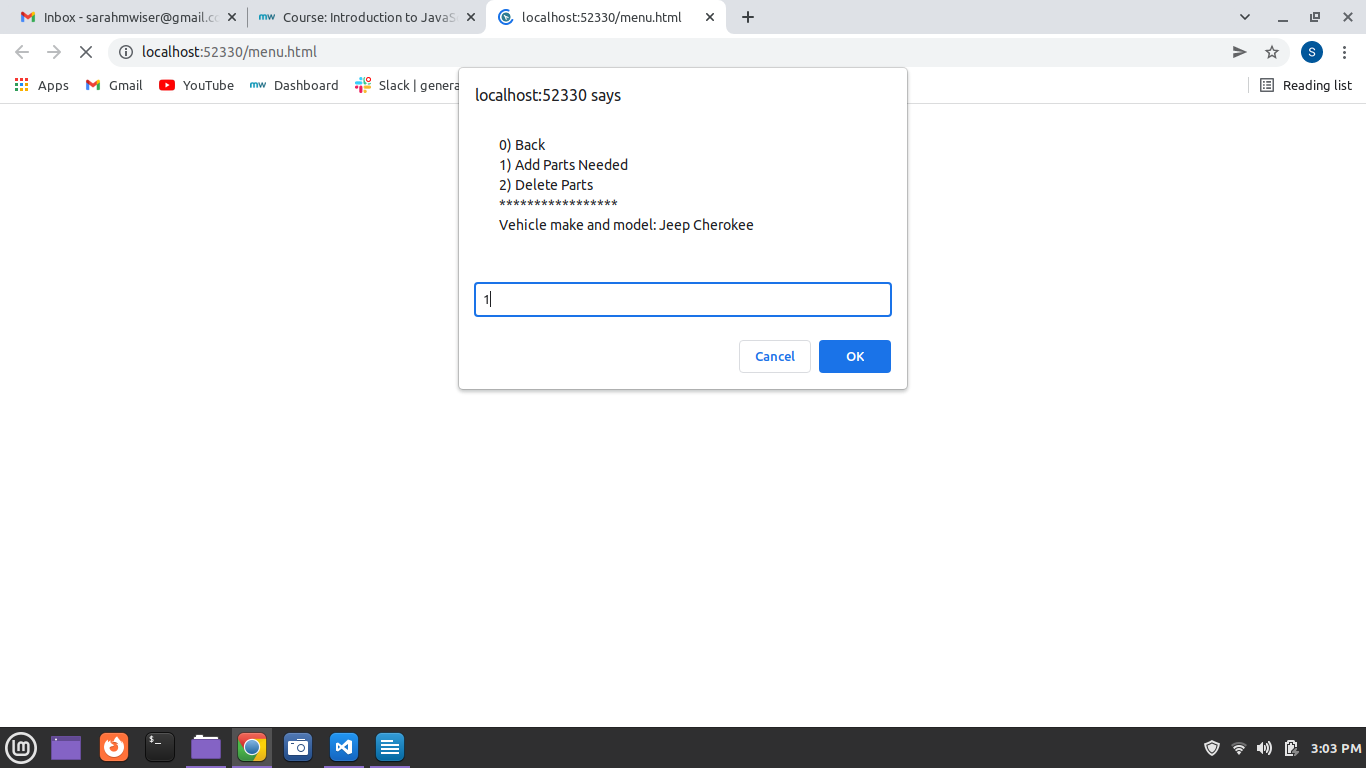 Inbox - sarahmwiser@gmail.c
mw Course: Introduction to JavaS
localhost:52330/menu.html
localhost:52330/menu.html
S
Apps Gmail YouTube mw Dashboard Slack | genera Reading list
localhost:52330 says
0) Back
1) Add Parts Needed
2) Delete Parts
*****************
Vehicle make and model: Jeep Cherokee
1
Cancel OK
$_
3:03 PM